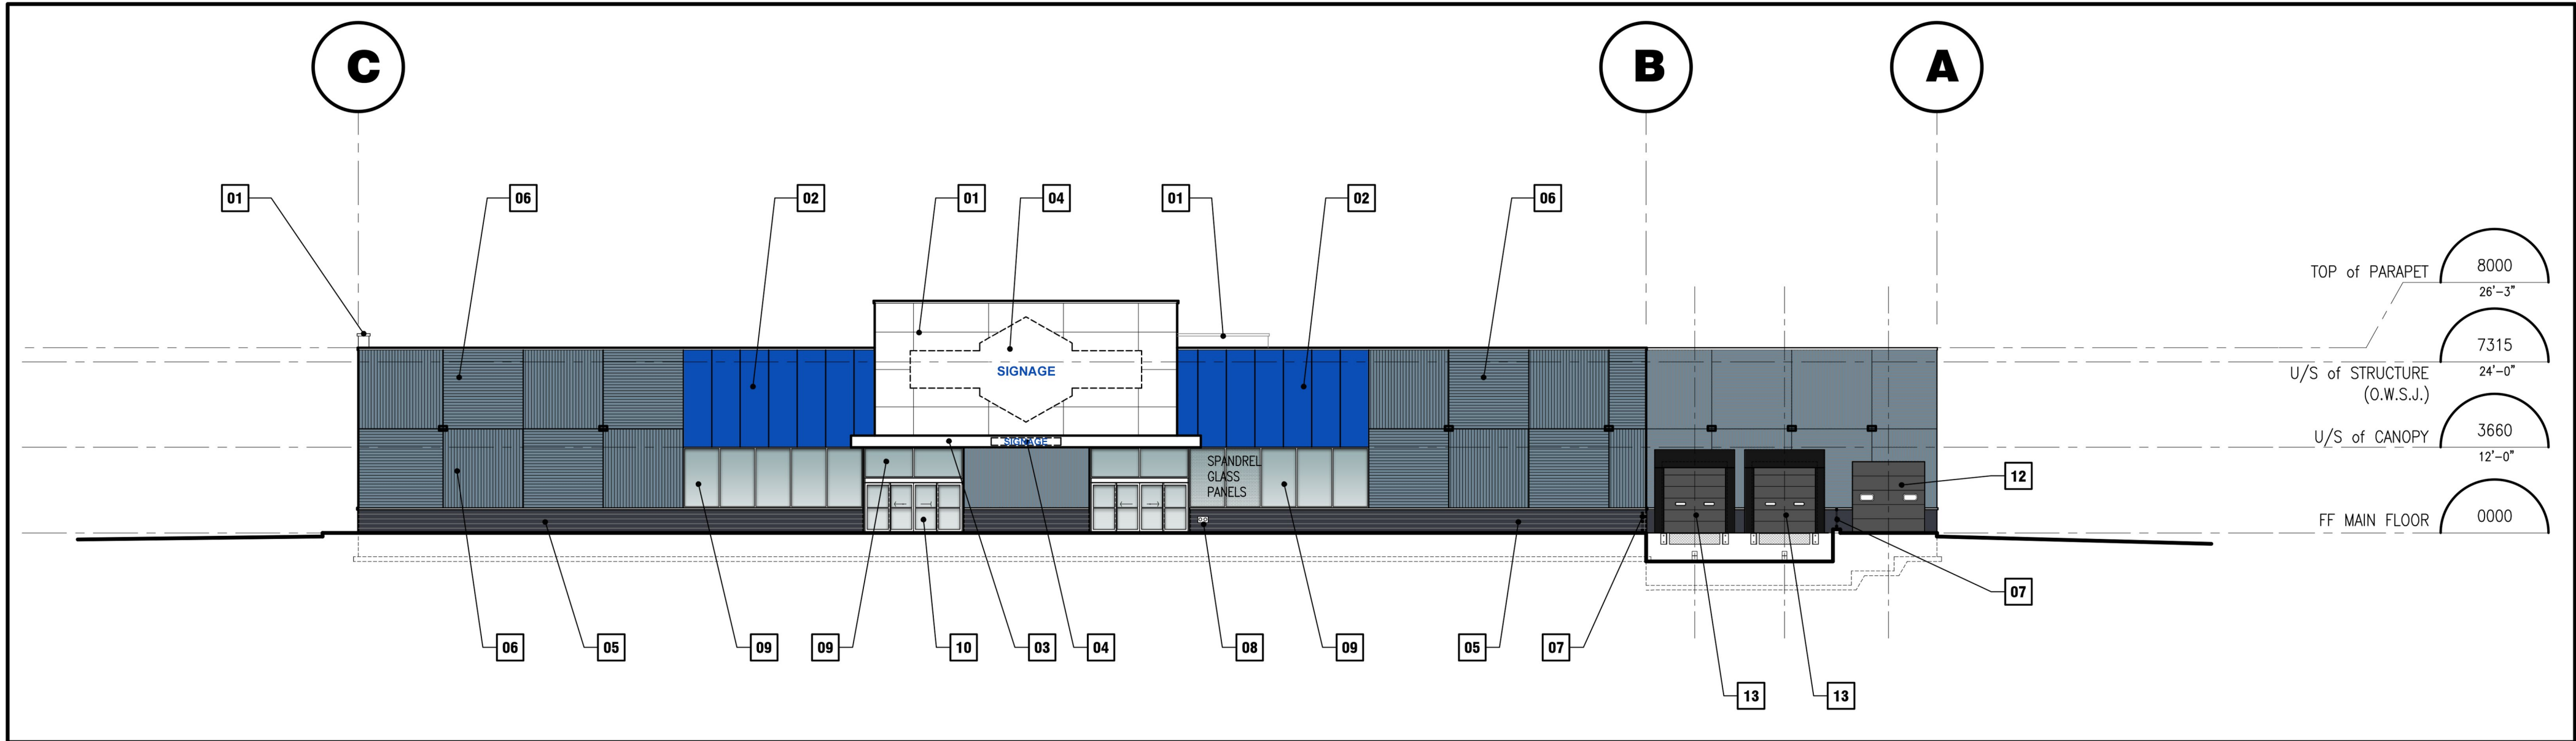 C
B
A
01
06
02
01
04
01
02
06
TOP of PARAPET
8000
26'-3"
7315
U/S of STRUCTURE
24'-0"
(O.W.S.J.)
SIGNAGE
U/S of CANOPY
3660
12'-0"
SIGNAGE
SPANDREL
GLASS
PANELS
12
FF MAIN FLOOR
0000
07
06
05
09
09
10
03
04
08
09
05
07
13
13